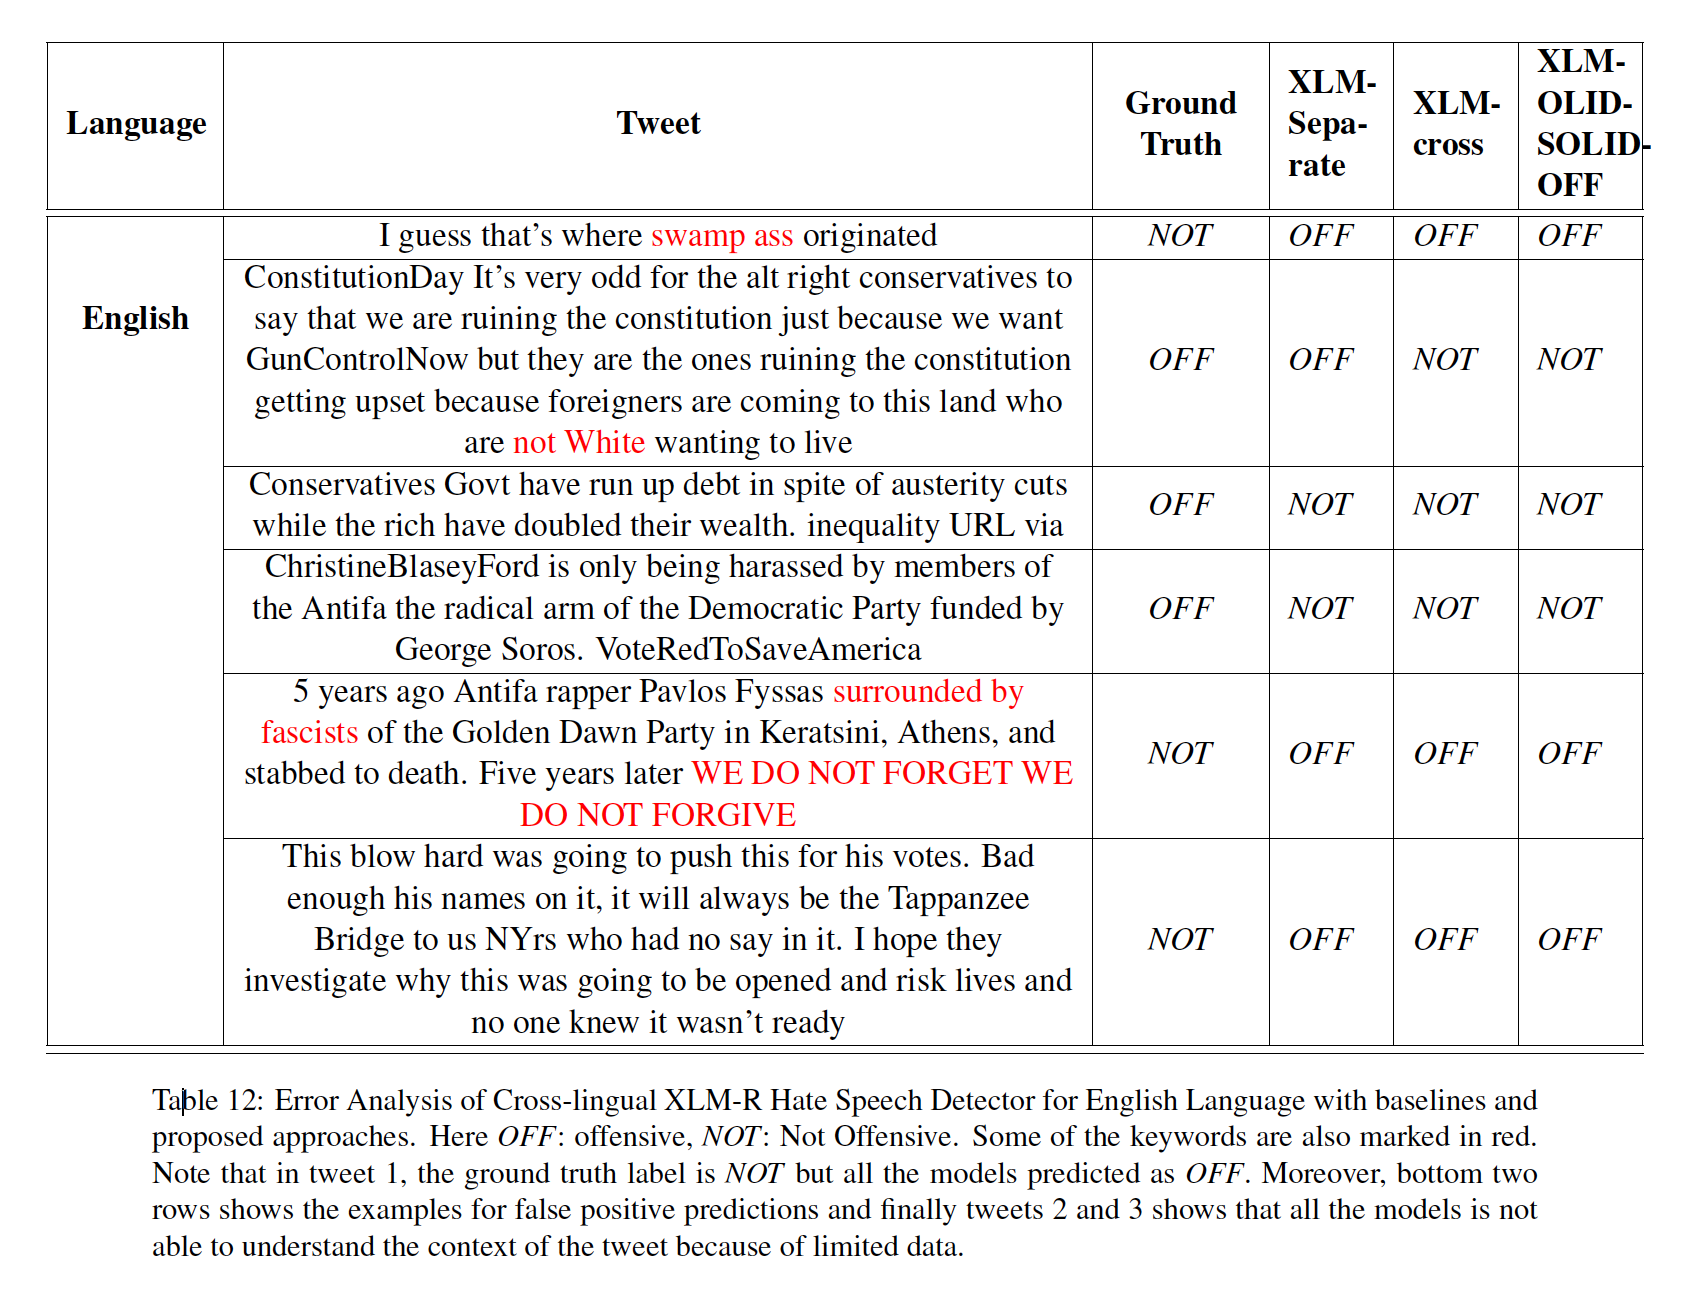 Language
Tweet
Ground
Truth
XLM-
Sepa-
rate
XLM-
cross
XLM-
OLID-
SOLID-
OFF
English
I guess that's where swamp ass originated
NOT
OFF
OFF
OFF
ConstitutionDay It's very odd for the alt right conservatives to
say that we are ruining the constitution just because we want
GunControlNow but they are the ones ruining the constitution
getting upset because foreigners are coming to this land who
are not White wanting to live
OFF
OFF
NOT
NOT
Conservatives Govt have run up debt in spite of austerity cuts
while the rich have doubled their wealth. inequality URL via
OFF
NOT
NOT
NOT
ChristineBlaseyFord is only being harassed by members of
the Antifa the radical arm of the Democratic Party funded by
George Soros. VoteRedToSaveAmerica
OFF
NOT
NOT
NOT
5 years ago Antifa rapper Pavlos Fyssas surrounded by
fascists of the Golden Dawn Party in Keratsini, Athens, and
stabbed to death. Five years later WE DO NOT FORGET WE
DO NOT FORGIVE
NOT
OFF
OFF
OFF
This blow hard was going to push this for his votes. Bad
enough his names on it, it will always be the Tappanzee
Bridge to us NYrs who had no say in it. I hope they
investigate why this was going to be opened and risk lives and
no one knew it wasn't ready
NOT
OFF
OFF
OFF
Table 12: Error Analysis of Cross-lingual XLM-R Hate Speech Detector for English Language with baselines and
proposed approaches. Here OFF: offensive, NOT: Not Offensive. Some of the keywords are also marked in red.
Note that in tweet 1, the ground truth label is NOT but all the models predicted as OFF. Moreover, bottom two
rows shows the examples for false positive predictions and finally tweets 2 and 3 shows that all the models is not
able to understand the context of the tweet because of limited data.